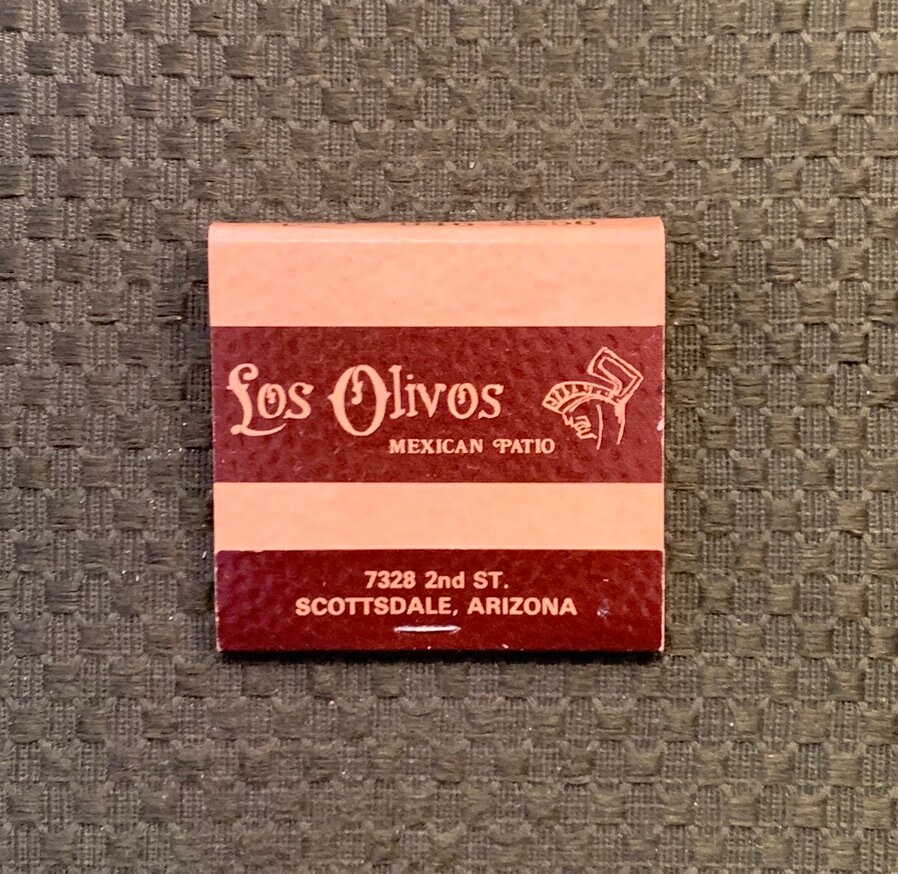 Los Olivos
MEXICAN PATIO
7328 2nd ST.
SCOTTSDALE, ARIZONA